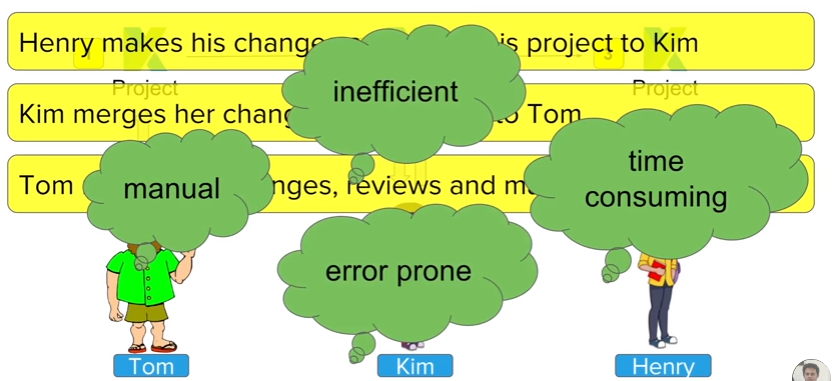 Henry makes his change is project to Kim
inefficient
Project
Project
Kim merges her chang to Tom
time
consuming
manual
Tom nges, reviews and m
error prone
Tom
Kim
Henry